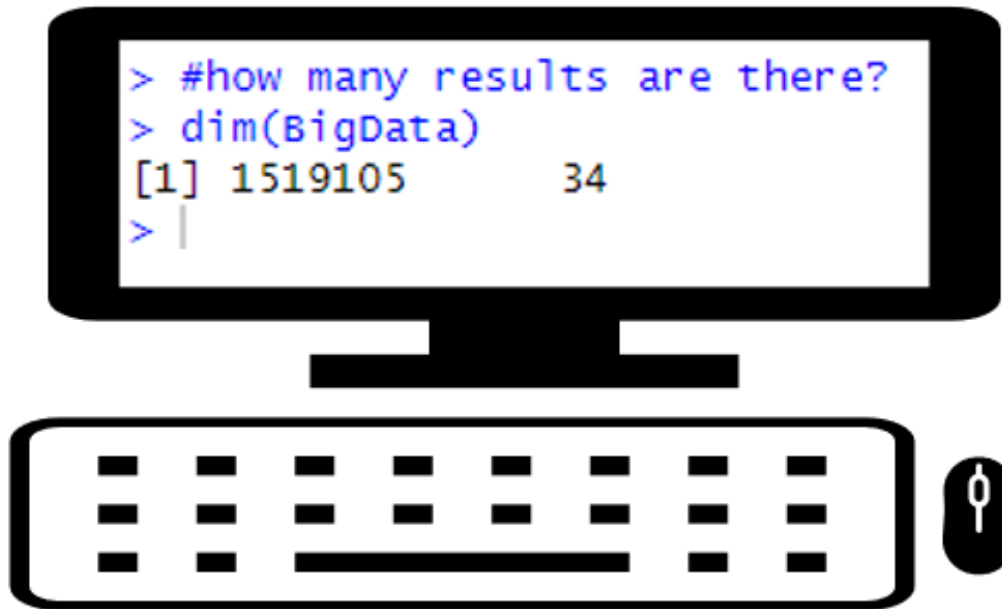 > #how many results are there?
> dim(BigData)
[1] 1519105 34
>